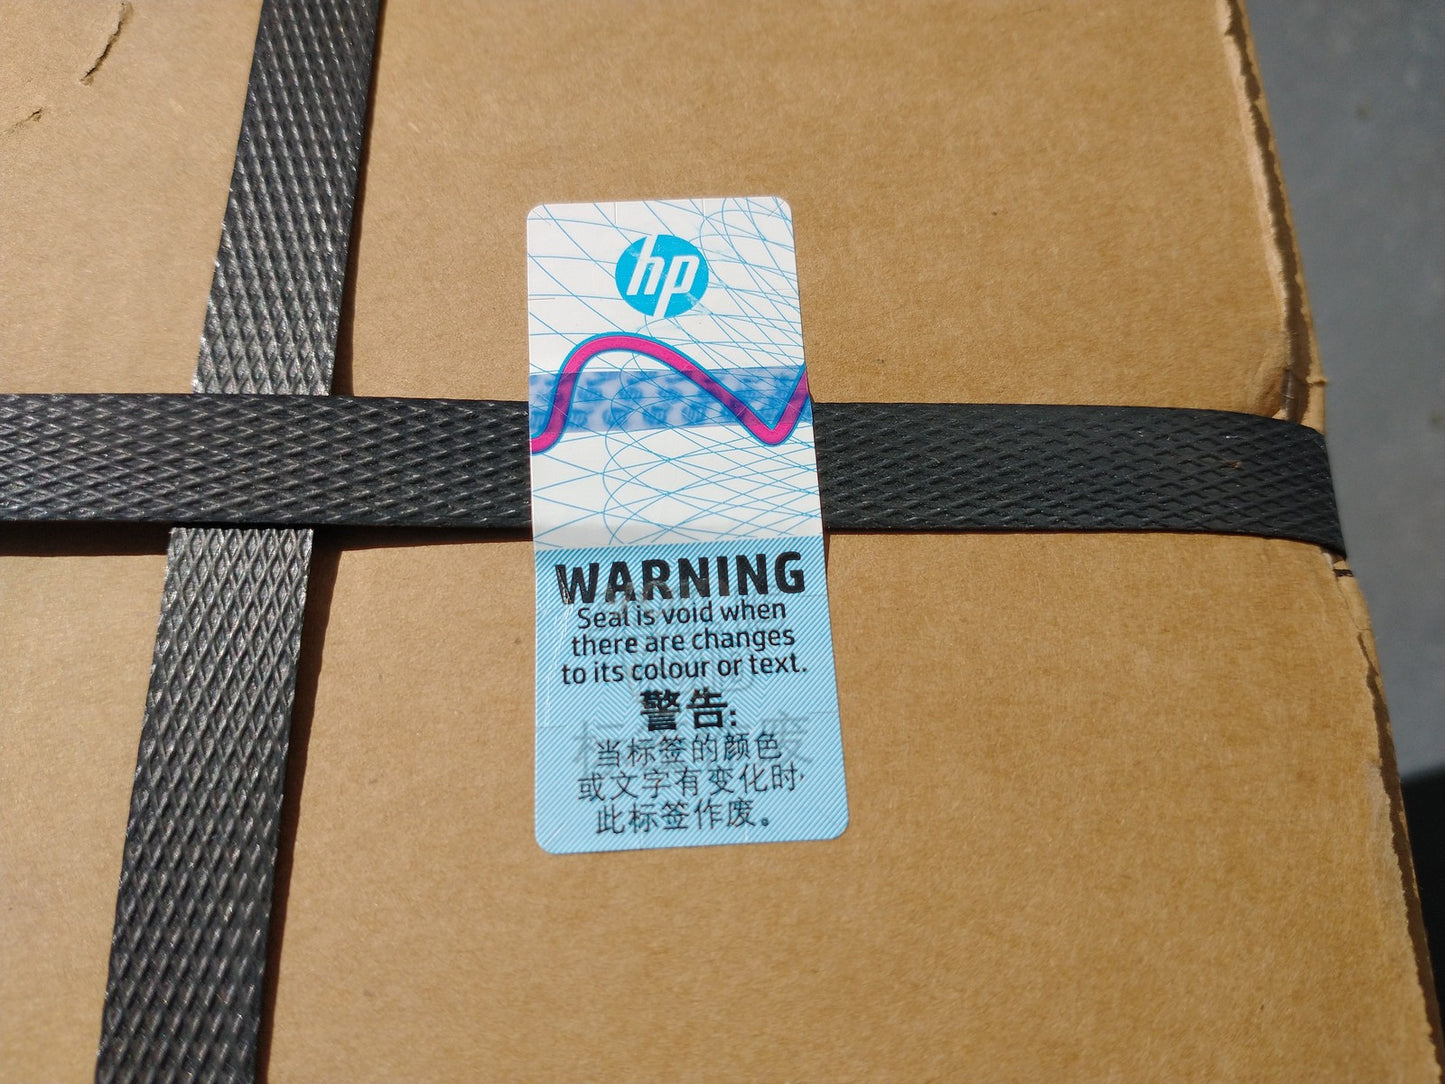 hp
WARNING
Seal is void when
there are changes
to its colour or text.
警告:
当标签的颜色
或文字有变化时,
此标签作废。